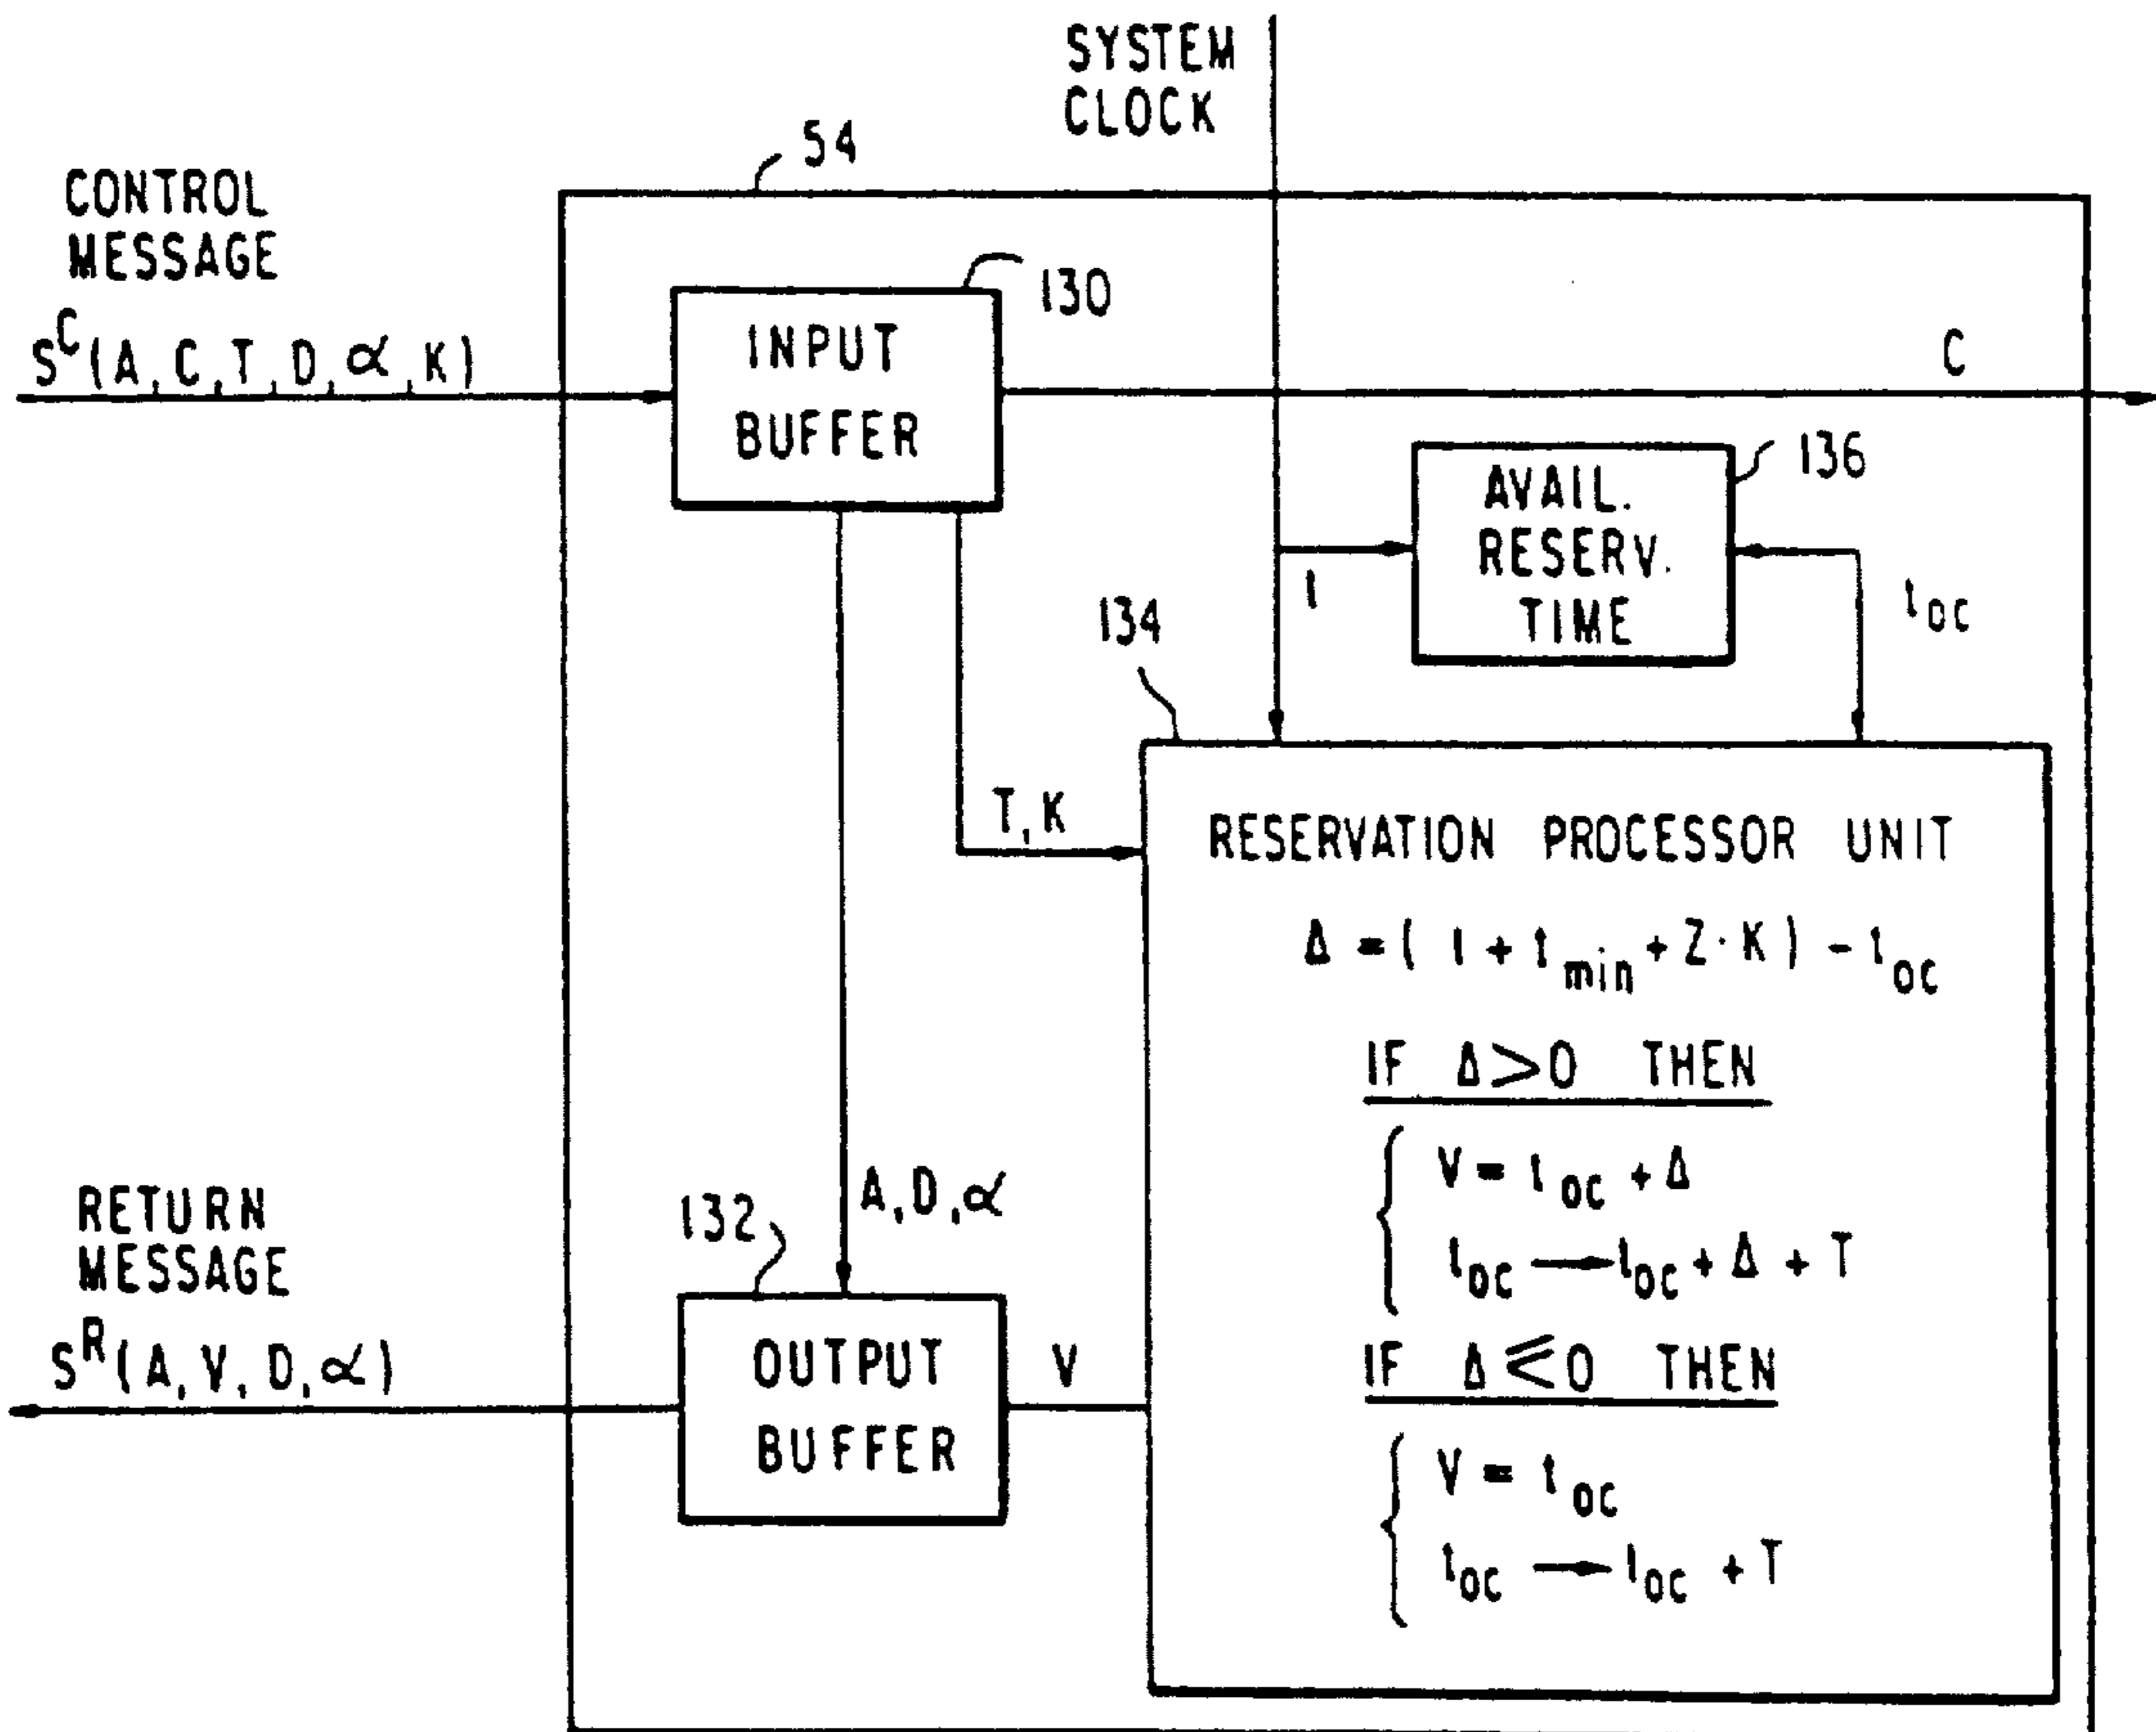 SYSTEM
CLOCK
54
CONTROL
MESSAGE
S^C(A,C,T,D,α,K)
130
INPUT
BUFFER
C
136
AVAIL.
RESERV.
TIME
t
t_oc
134
T,K
RESERVATION PROCESSOR UNIT
Δ = ( t + t_min + Z · K ) - t_oc
IF Δ>0 THEN
V = t_oc + Δ
t_oc → t_oc + Δ + T
IF Δ≤0 THEN
V = t_oc
t_oc → t_oc + T
A,D,α
132
RETURN
MESSAGE
S^R(A,V,D,α)
OUTPUT
BUFFER
V